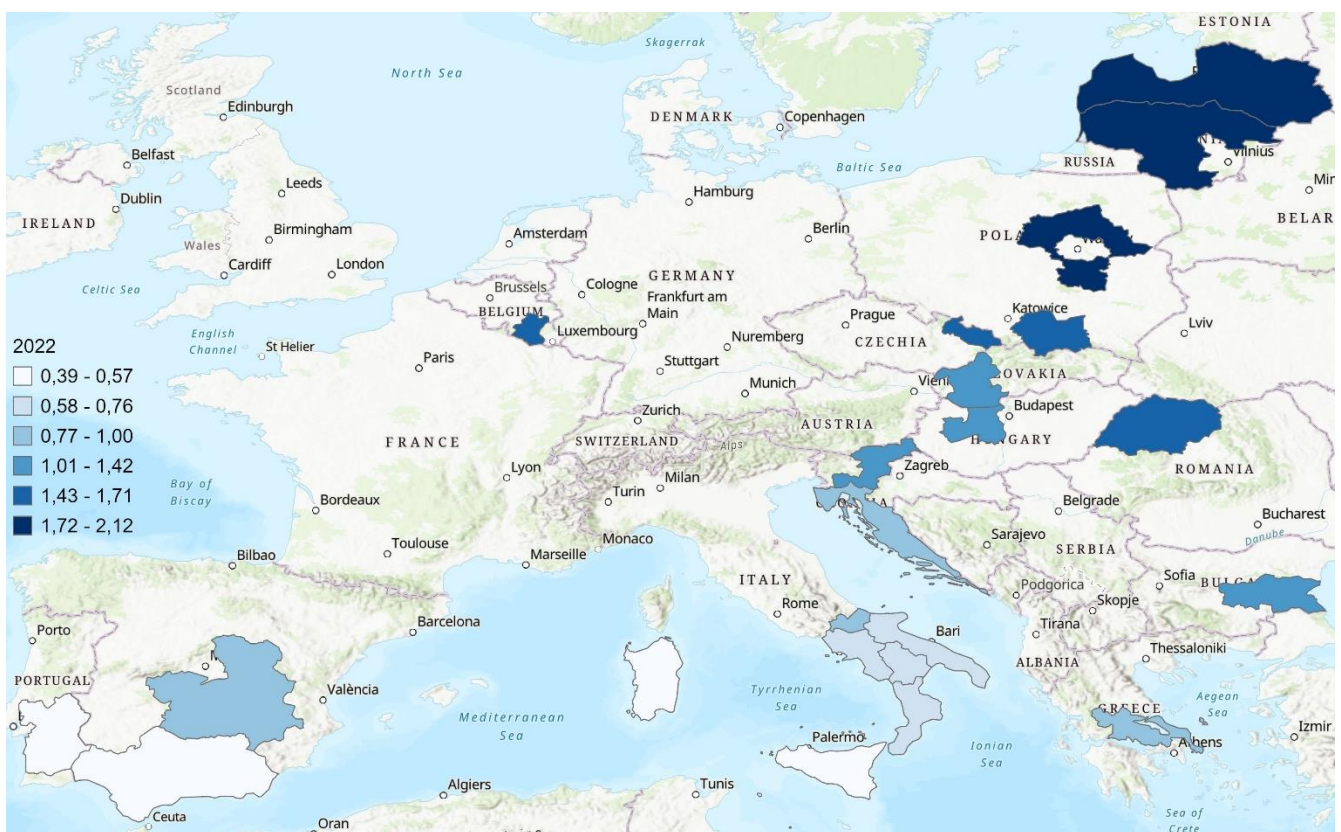 ESTONIA
Skagerrak
North Sea
Scotland
Edinburgh
DENMARK
Copenhagen
Belfast
Baltic Sea
RUSSIA
Vilnius
Leeds
Dublin
Hamburg
IRELAND
Birmingham
Berlin
Wales
Amsterdam
Cardiff
London
GERMANY
Celtic Sea
Brussels
Cologne
BELGIUM
Frankfurt am
Main
Luxembourg
Prague
Katowice
Lviv
English
Channel
St Helier
Nuremberg
CZECHIA
2022
Paris
Stuttgart
0,39 - 0,57
Munich
0,58 - 0,76
Zurich
AUSTRIA
Budapest
0,77 - 1,00
FRANCE
SWITZERLAND
Alps
HUNGARY
1,01 - 1,42
Lyon
Milan
Zagreb
ROMANIA
1,43 - 1,71
Bay of
Biscay
Turin
1,72 - 2,12
Bordeaux
Belgrade
Bucharest
Danube
Toulouse
Monaco
Sarajevo
Bilbao
Marseille
SERBIA
ITALY
Podgorica
Sofia
Rome
Skopje
Porto
Barcelona
Bari
Tirana
PORTUGAL
ALBANIA
Thessaloniki
València
Tyrrhenian
Sea
Aegean
Sea
GREECE
Mediterranean
Sea
Palermo
Ionian
Sea
Athens
Izmir
Algiers
Tunis
Ceuta
Oran
Sea of
Crete